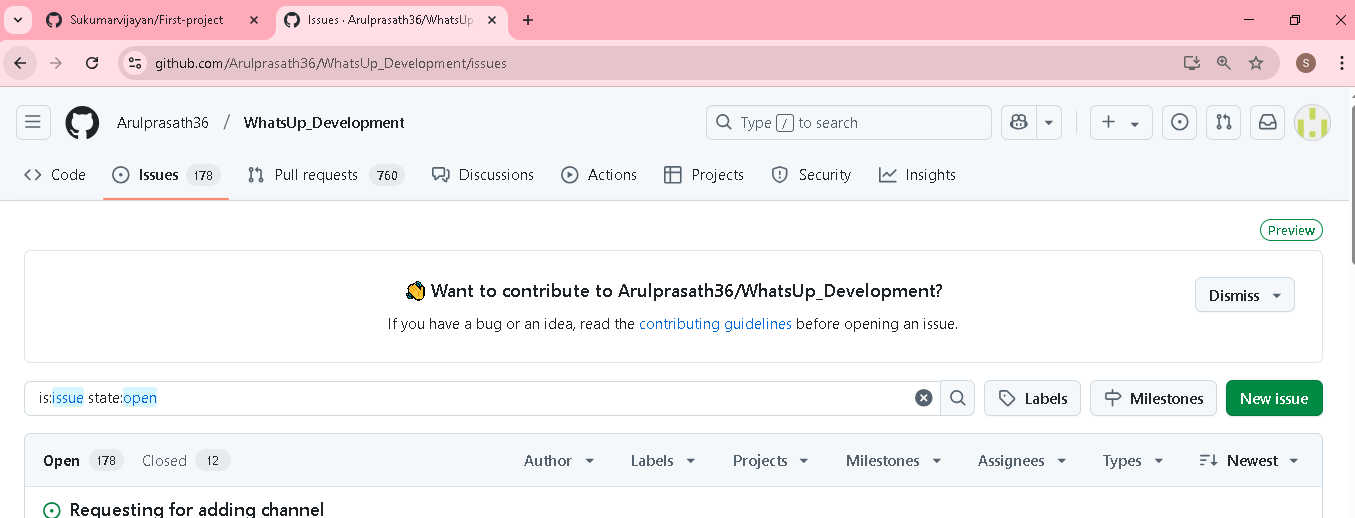 Sukumarvijayan/First-project
Issues · Arulprasath36/WhatsUp
github.com/Arulprasath36/WhatsUp_Development/issues
S
Arulprasath36 / WhatsUp_Development
Type / to search
Code
Issues 178
Pull requests 760
Discussions
Actions
Projects
Security
Insights
Preview
Want to contribute to Arulprasath36/WhatsUp_Development?
Dismiss
If you have a bug or an idea, read the contributing guidelines before opening an issue.
is:issue state:open
Labels
Milestones
New issue
Open 178
Closed 12
Author
Labels
Projects
Milestones
Assignees
Types
Newest
Requesting for adding channel